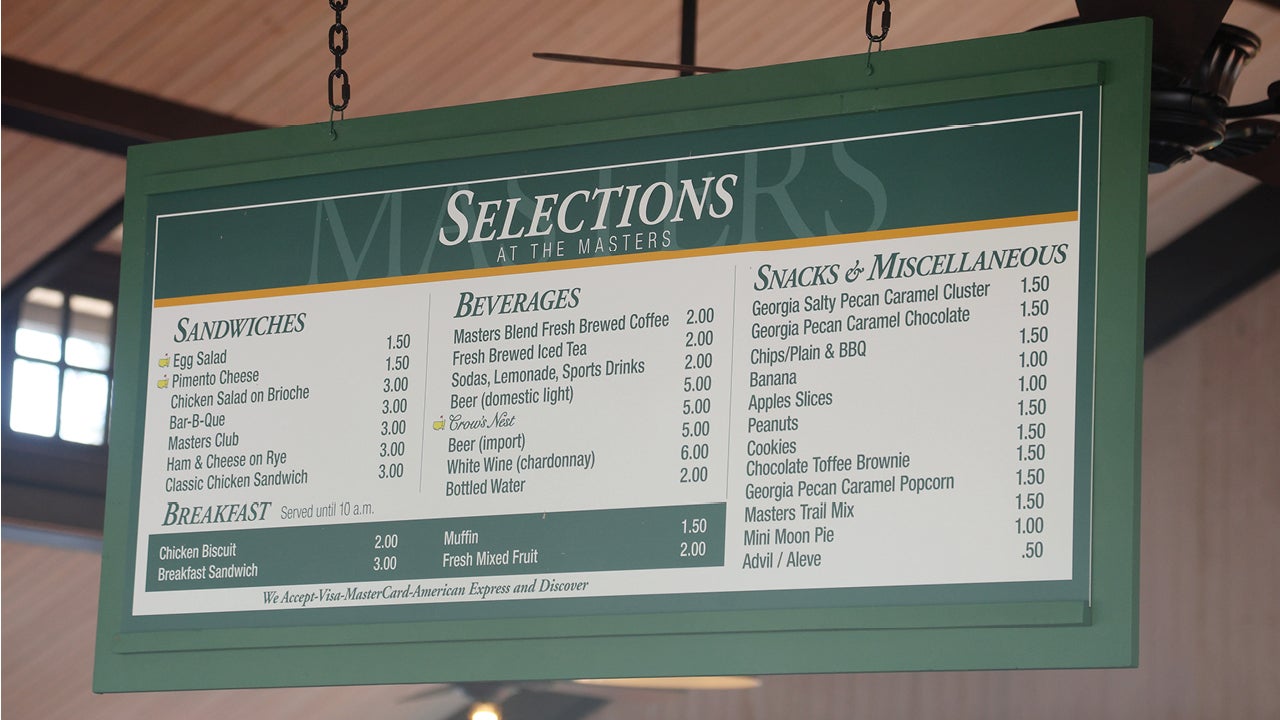 MASTERS
SELECTIONS
AT THE MASTERS
SANDWICHES
Egg Salad 1.50
Pimento Cheese 1.50
Chicken Salad on Brioche 3.00
Bar-B-Que 3.00
Masters Club 3.00
Ham & Cheese on Rye 3.00
Classic Chicken Sandwich 3.00
BEVERAGES
Masters Blend Fresh Brewed Coffee 2.00
Fresh Brewed Iced Tea 2.00
Sodas, Lemonade, Sports Drinks 2.00
Beer (domestic light) 5.00
Crow's Nest 5.00
Beer (import) 5.00
White Wine (chardonnay) 6.00
Bottled Water 2.00
SNACKS & MISCELLANEOUS
Georgia Salty Pecan Caramel Cluster 1.50
Georgia Pecan Caramel Chocolate 1.50
Chips/Plain & BBQ 1.50
Banana 1.00
Apples Slices 1.00
Peanuts 1.50
Cookies 1.50
Chocolate Toffee Brownie 1.50
Georgia Pecan Caramel Popcorn 1.50
Masters Trail Mix 1.50
Mini Moon Pie 1.00
Advil / Aleve .50
BREAKFAST Served until 10 a.m.
Chicken Biscuit 2.00
Breakfast Sandwich 3.00
Muffin 1.50
Fresh Mixed Fruit 2.00
We Accept-Visa-MasterCard-American Express and Discover